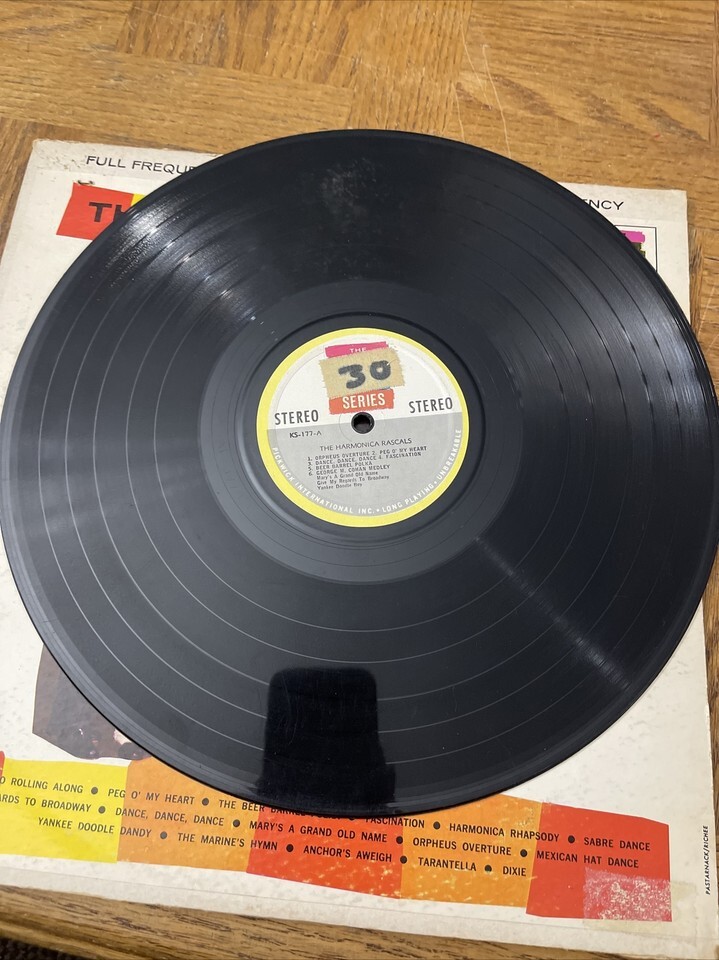 FULL FREQUE
ENCY
TH
THE
30
SERIES
STEREO STEREO
KS-177-A
THE HARMONICA RASCALS
1. ORPHEUS OVERTURE 2. PEG O' MY HEART
3. DANCE, DANCE, DANCE 4. FASCINATION
5. BEER BARREL POLKA
6. GEORGE M. COHAN MEDLEY
Mary's A Grand Old Name
Give My Regards To Broadway
Yankee Doodle Boy
PICKWICK INTERNATIONAL INC. • LONG PLAYING • UNBREAKABLE
O ROLLING ALONG • PEG O' MY HEART • THE BEER FASCINATION • HARMONICA RHAPSODY • SABRE DANCE
ARDS TO BROADWAY • DANCE, DANCE, DANCE • MARY'S A GRAND OLD NAME • ORPHEUS OVERTURE • MEXICAN HAT DANCE
YANKEE DOODLE DANDY • THE MARINE'S HYMN • ANCHOR'S AWEIGH • TARANTELLA • DIXIE
PASTARNACK/RICHEE